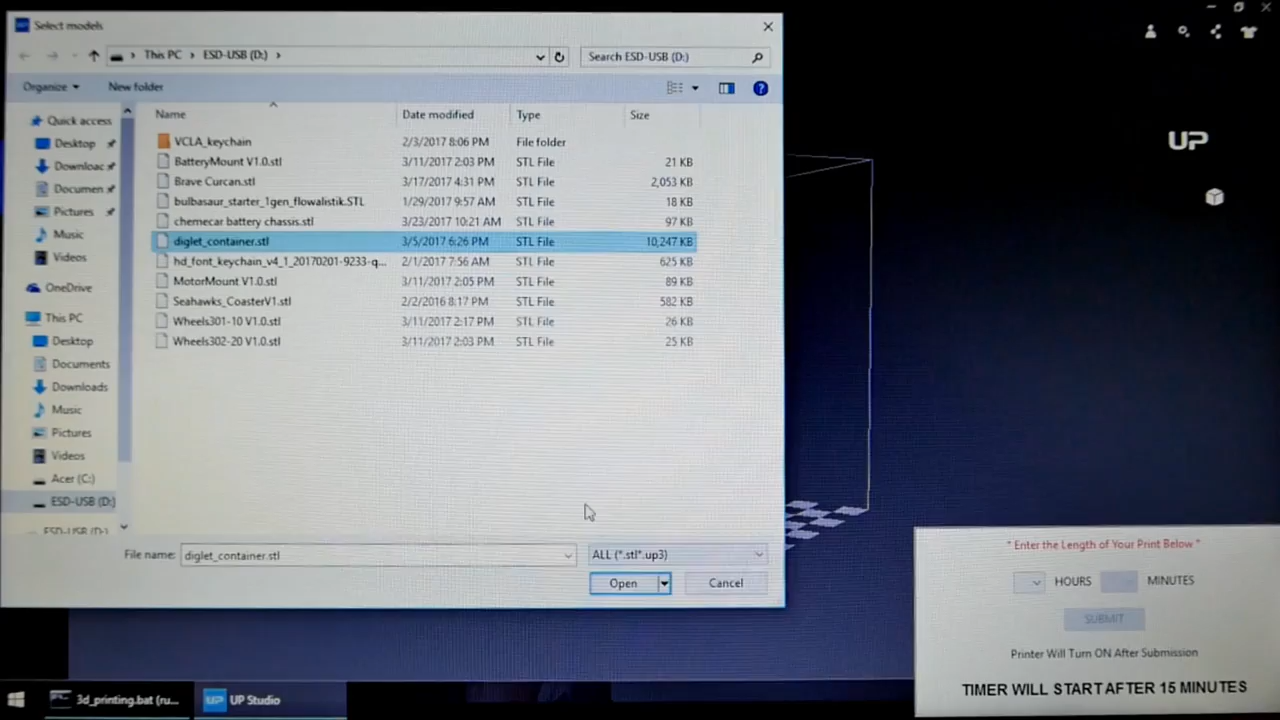 Select models
This PC > ESD-USB (D:) >
Search ESD-USB (D:)
Organize
New folder
Name Date modified Type Size
Quick access
Desktop
Downloac
Documen
Pictures
Music
Videos
OneDrive
This PC
Desktop
Documents
Downloads
Music
Pictures
Videos
Acer (C:)
ESD-USB (D:)
ESD-USB (D:)
VCLA_keychain 2/3/2017 8:06 PM File folder
BatteryMount V1.0.stl 3/11/2017 2:03 PM STL File 21 KB
Brave Curcan.stl 3/17/2017 4:31 PM STL File 2,053 KB
bulbasaur_starter_1gen_flowalistik.STL 1/29/2017 9:57 AM STL File 18 KB
chemecar battery chassis.stl 3/23/2017 10:21 AM STL File 97 KB
diglet_container.stl 3/5/2017 6:26 PM STL File 10,247 KB
hd_font_keychain_v4_1_20170201-9233-q... 2/1/2017 7:56 AM STL File 625 KB
MotorMount V1.0.stl 3/11/2017 2:05 PM STL File 89 KB
Seahawks_CoasterV1.stl 2/2/2016 8:17 PM STL File 582 KB
Wheels301-10 V1.0.stl 3/11/2017 2:17 PM STL File 26 KB
Wheels302-20 V1.0.stl 3/11/2017 2:03 PM STL File 25 KB
File name: diglet_container.stl
ALL (*.stl*.up3)
Open
Cancel
UP
* Enter the Length of Your Print Below *
HOURS MINUTES
SUBMIT
Printer Will Turn ON After Submission
TIMER WILL START AFTER 15 MINUTES
3d_printing.bat (ru...
UP UP Studio